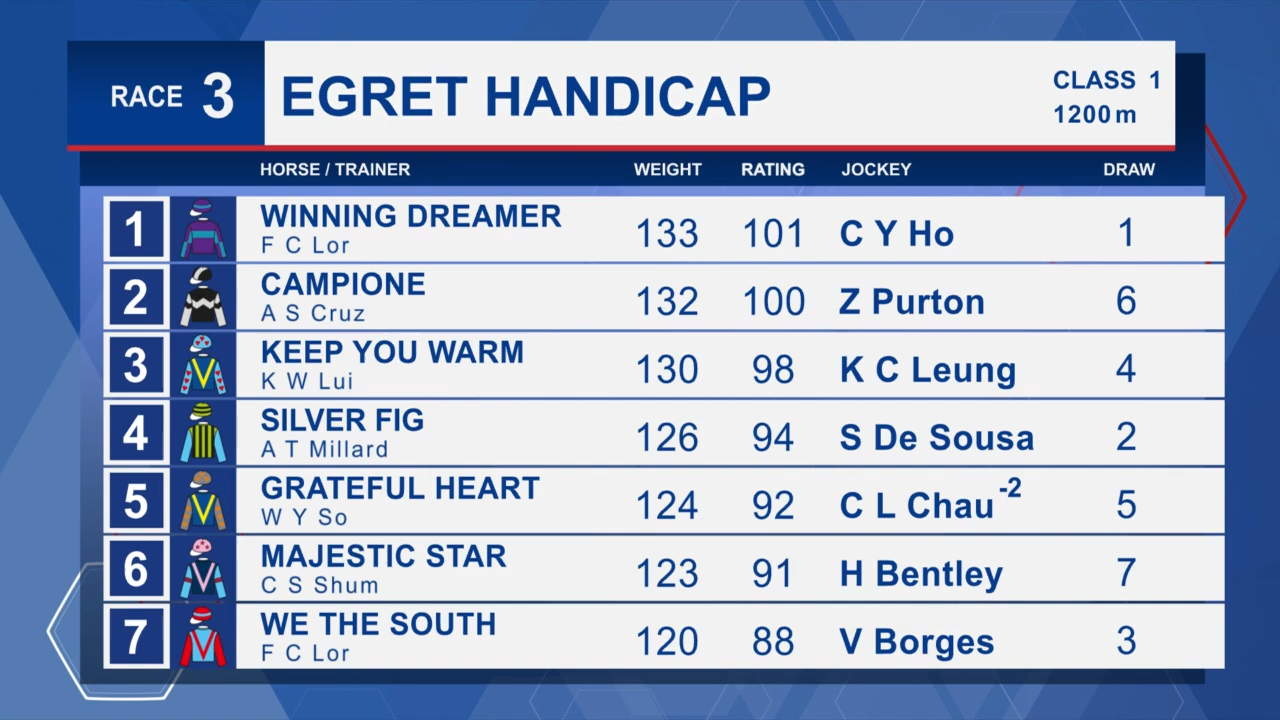 RACE 3 EGRET HANDICAP CLASS 1
1200m
HORSE / TRAINER WEIGHT RATING JOCKEY DRAW
1 WINNING DREAMER 133 101 C Y Ho 1
F C Lor
2 CAMPIONE 132 100 Z Purton 6
A S Cruz
3 KEEP YOU WARM 130 98 K C Leung 4
K W Lui
4 SILVER FIG 126 94 S De Sousa 2
A T Millard
5 GRATEFUL HEART 124 92 C L Chau -2 5
W Y So
6 MAJESTIC STAR 123 91 H Bentley 7
C S Shum
7 WE THE SOUTH 120 88 V Borges 3
F C Lor